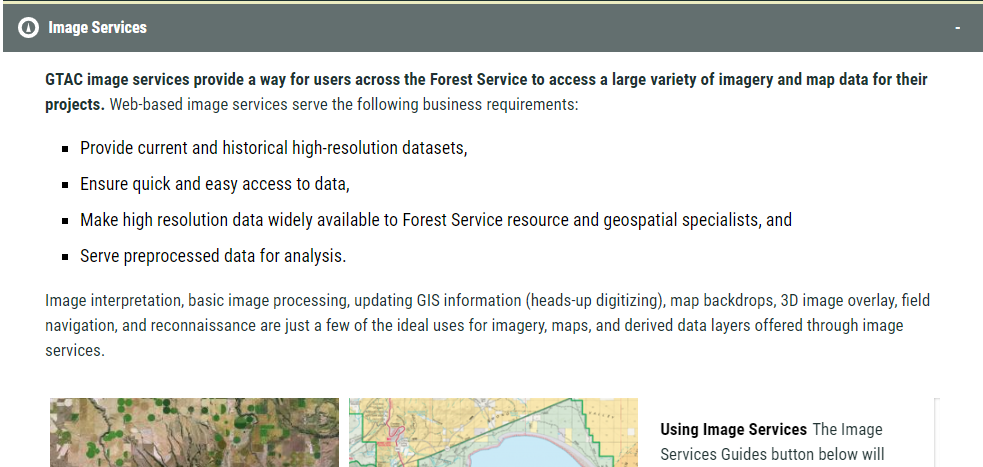 Image Services
-
GTAC image services provide a way for users across the Forest Service to access a large variety of imagery and map data for their
projects. Web-based image services serve the following business requirements:
▪ Provide current and historical high-resolution datasets,
▪ Ensure quick and easy access to data,
▪ Make high resolution data widely available to Forest Service resource and geospatial specialists, and
▪ Serve preprocessed data for analysis.
Image interpretation, basic image processing, updating GIS information (heads-up digitizing), map backdrops, 3D image overlay, field
navigation, and reconnaissance are just a few of the ideal uses for imagery, maps, and derived data layers offered through image
services.
Using Image Services The Image
Services Guides button below will